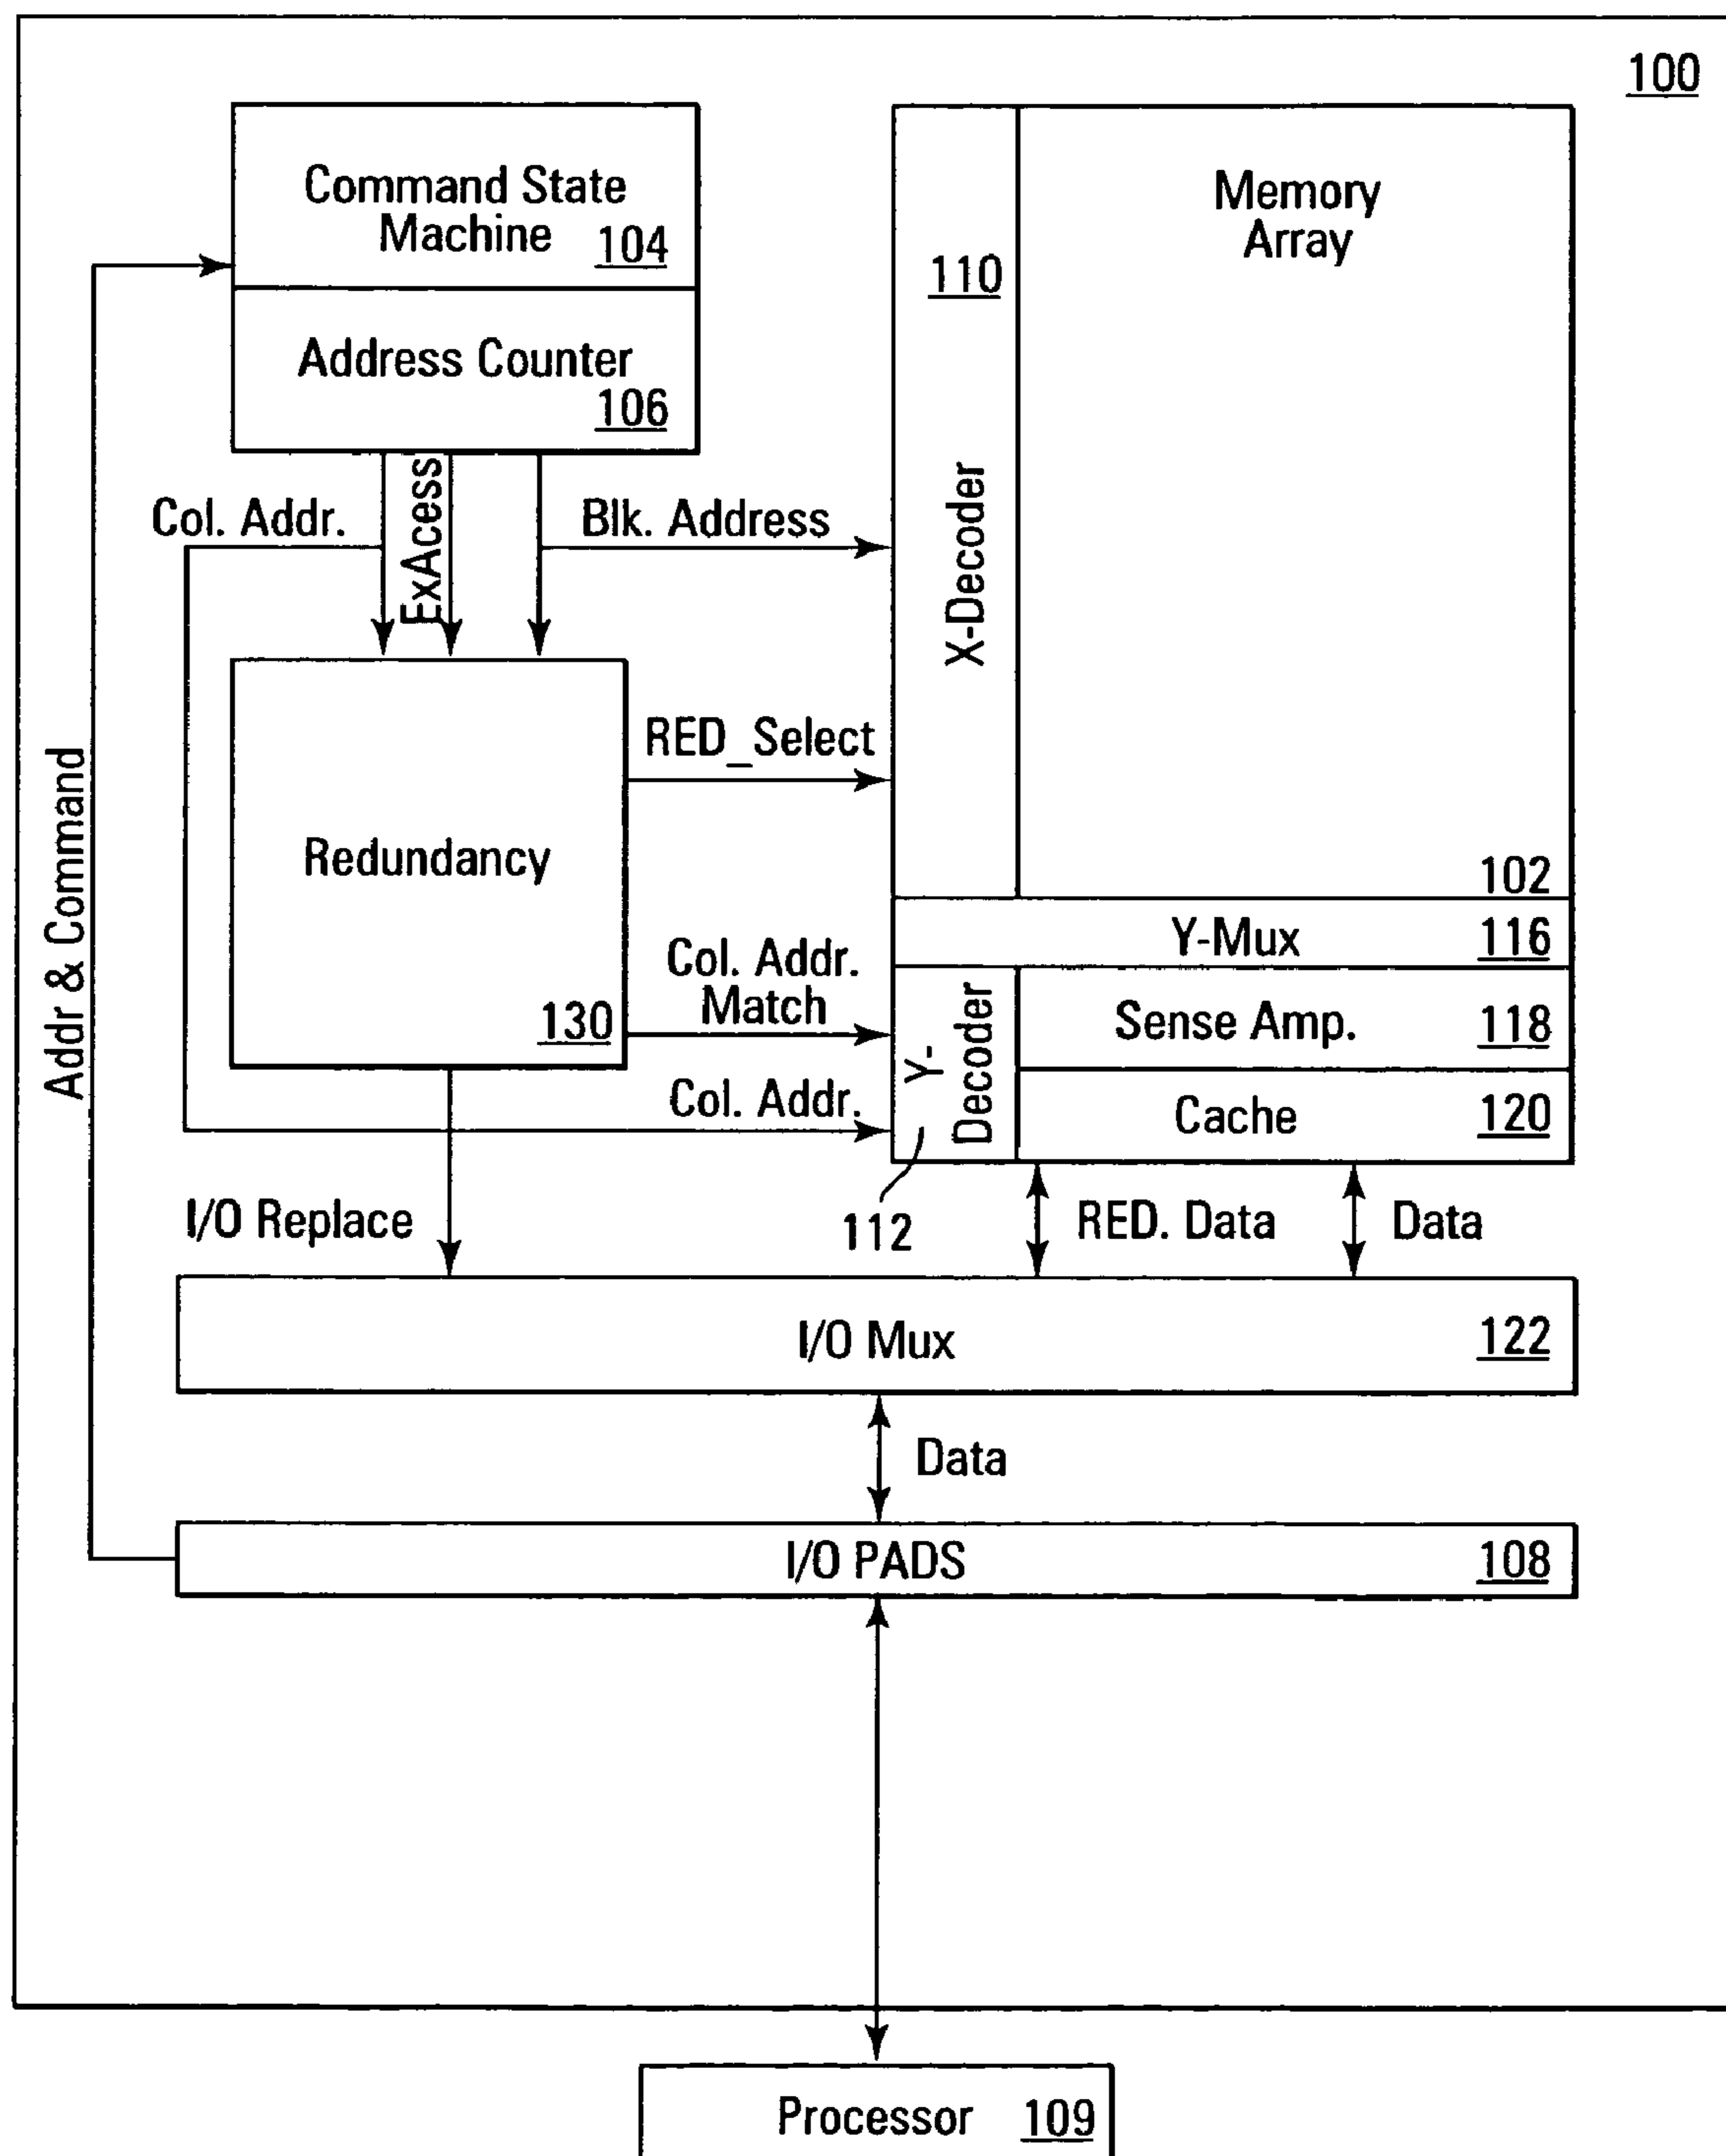 100
Command State
Machine 104
Address Counter
106
Memory
Array
110
X-Decoder
102
Col. Addr.
ExAcess
Blk. Address
Addr & Command
Redundancy
130
RED_Select
Col. Addr.
Match
Col. Addr.
Y-Mux 116
Y-
Decoder
Sense Amp. 118
Cache 120
112
I/O Replace
RED. Data
Data
I/O Mux 122
Data
I/O PADS 108
Processor 109